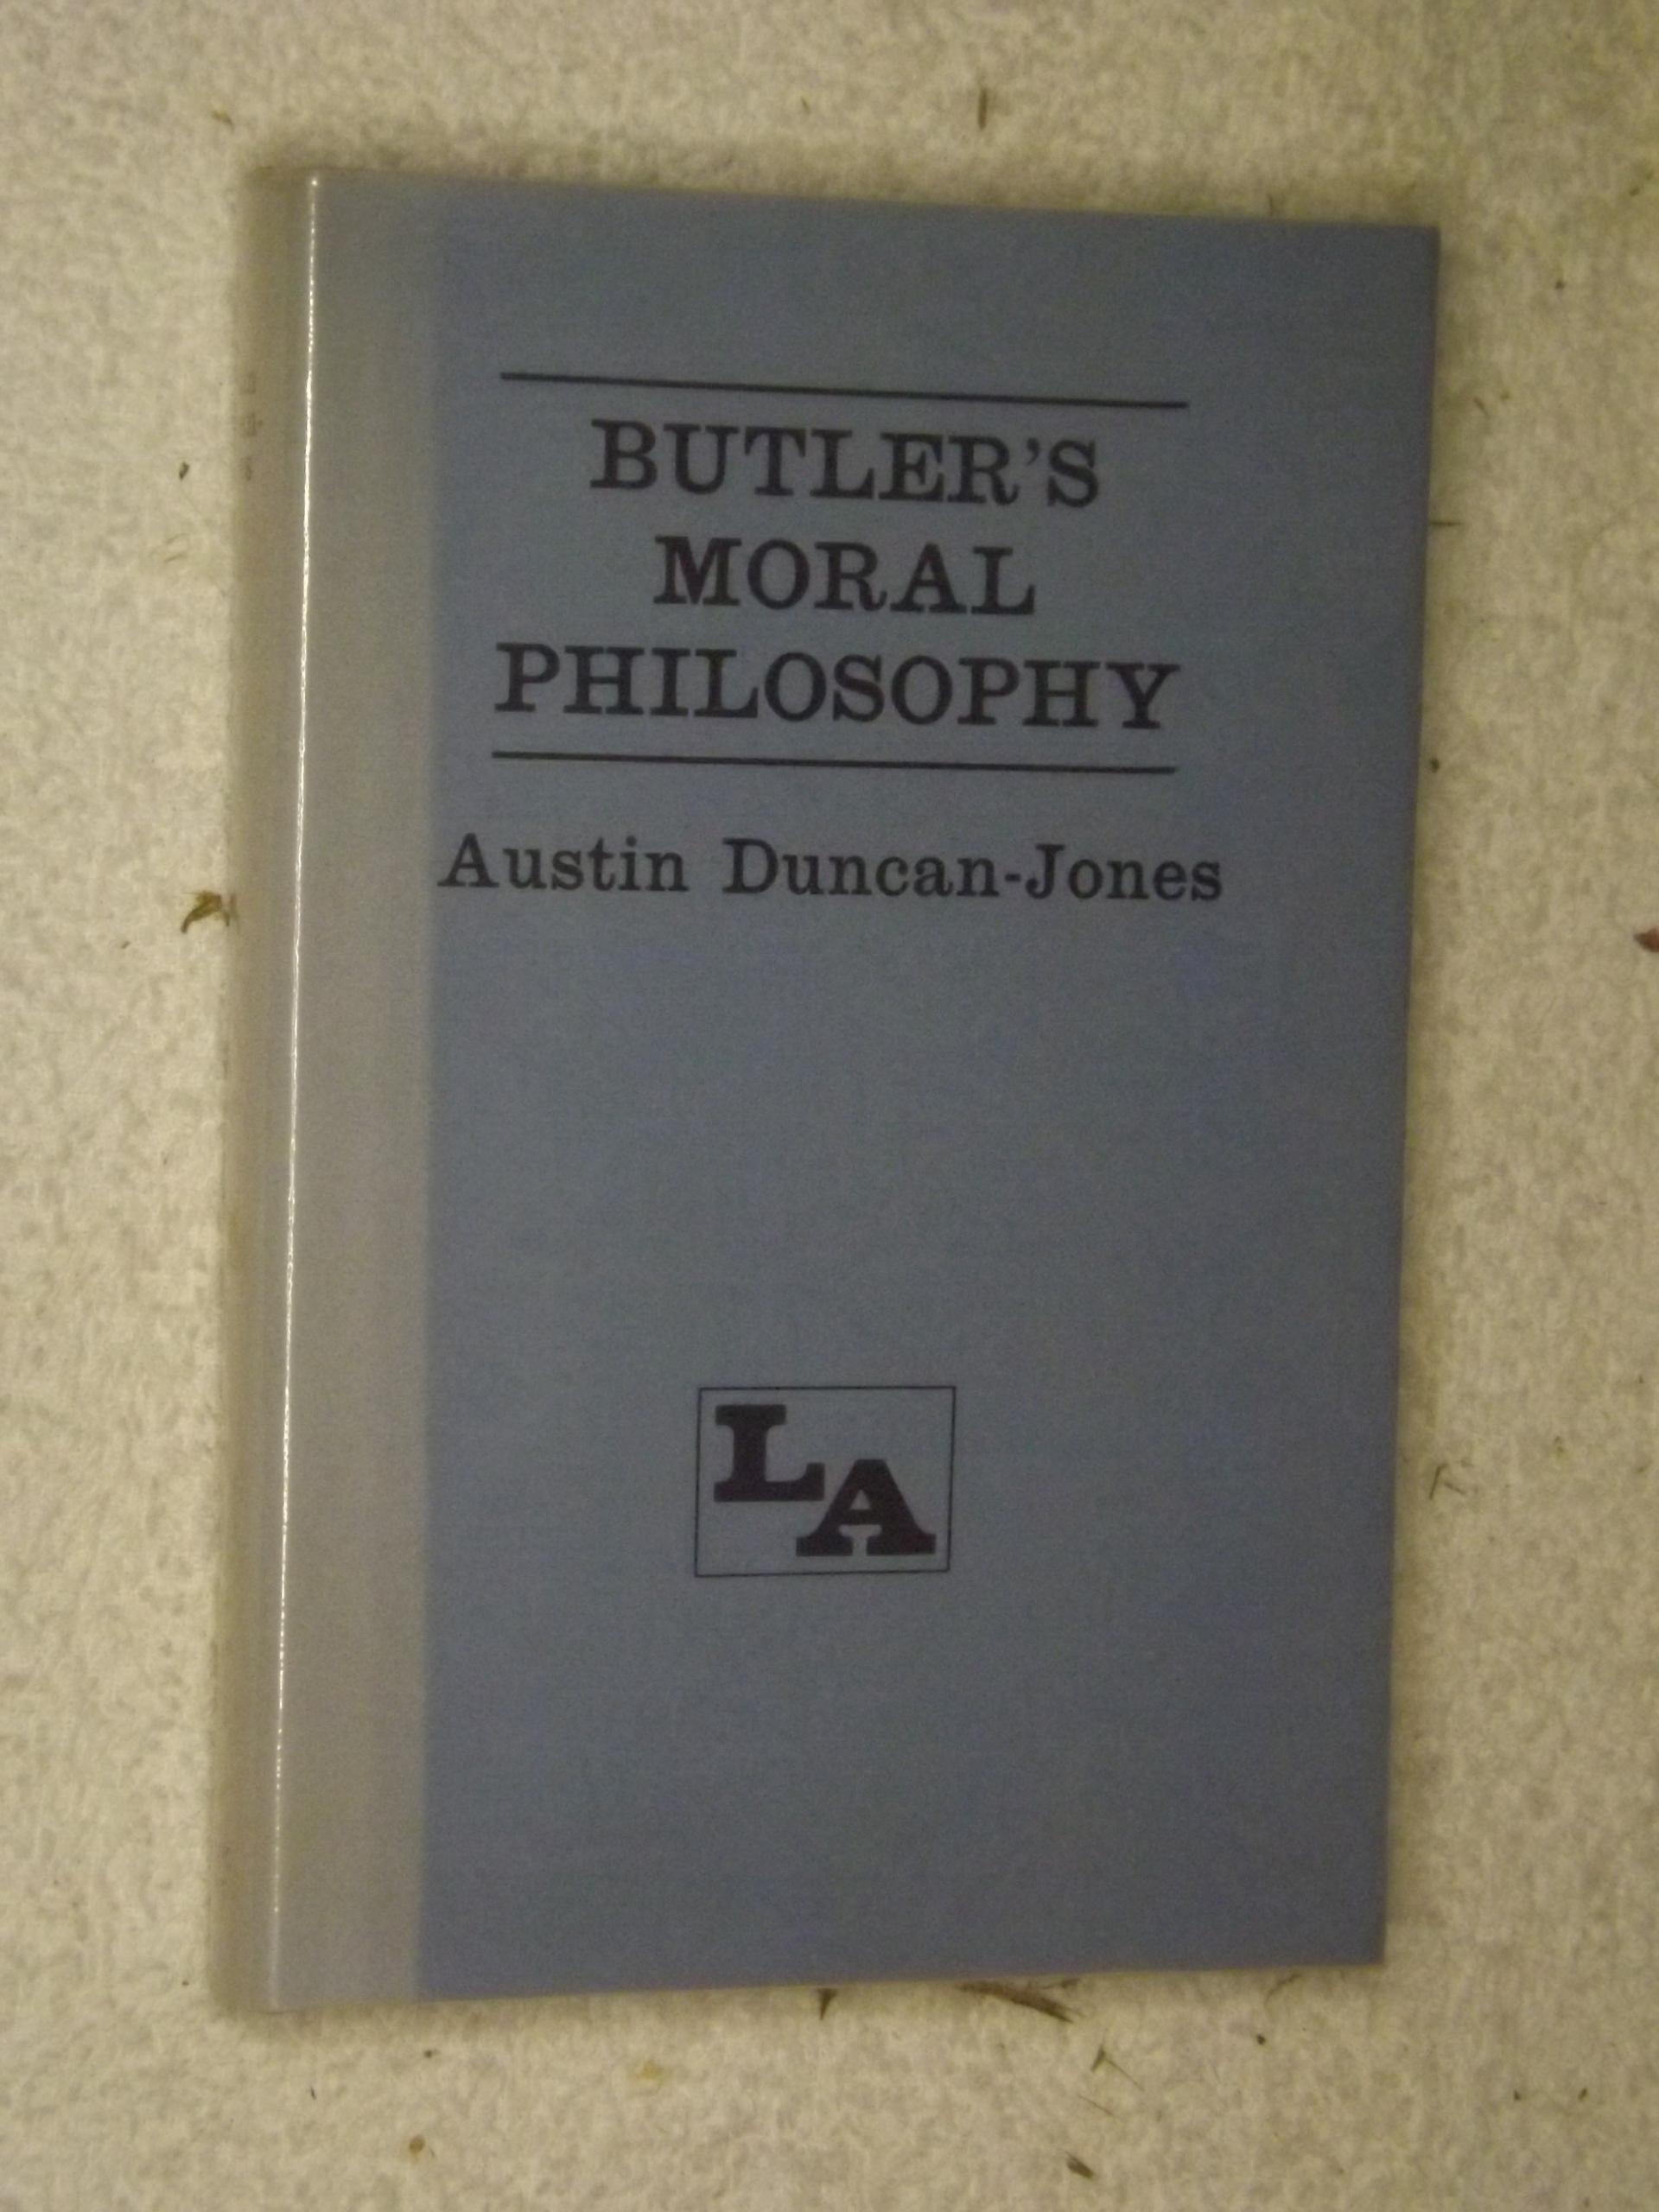 BUTLER'S
MORAL
PHILOSOPHY
Austin Duncan-Jones
LA